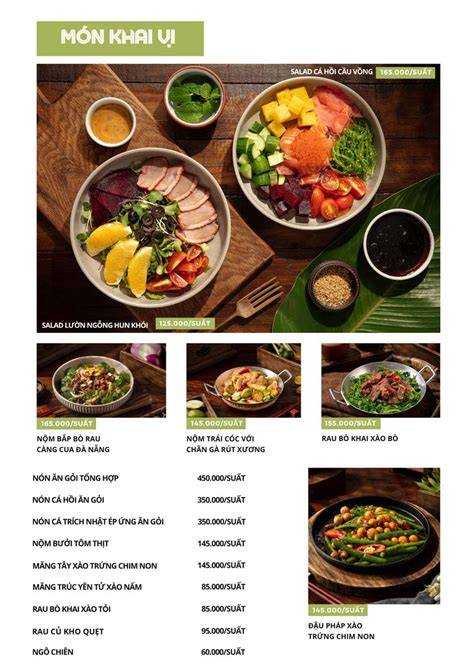 MÓN KHAI VỊ
SALAD CÁ HỒI CẦU VỒNG 165.000/SUẤT
SALAD LƯỜN NGỖNG HUN KHÓI 125.000/SUẤT
165.000/SUẤT
NỘM BẮP BÒ RAU
CÀNG CUA ĐÀ NẴNG
145.000/SUẤT
NỘM TRÁI CÓC VỚI
CHÂN GÀ RÚT XƯƠNG
155.000/SUẤT
RAU BÒ KHAI XÀO BÒ
NÓN ĂN GỎI TỔNG HỢP 450.000/SUẤT
NÓN CÁ HỒI ĂN GỎI 350.000/SUẤT
NÓN CÁ TRÍCH NHẬT ÉP ỨNG ĂN GỎI 350.000/SUẤT
NỘM BƯỞI TÔM THỊT 145.000/SUẤT
MĂNG TÂY XÀO TRỨNG CHIM NON 145.000/SUẤT
MĂNG TRÚC YÊN TỬ XÀO NẤM 85.000/SUẤT
RAU BÒ KHAI XÀO TỎI 85.000/SUẤT
RAU CỦ KHO QUẸT 95.000/SUẤT
NGÔ CHIÊN 60.000/SUẤT
145.000/SUẤT
ĐẬU PHÁP XÀO
TRỨNG CHIM NON